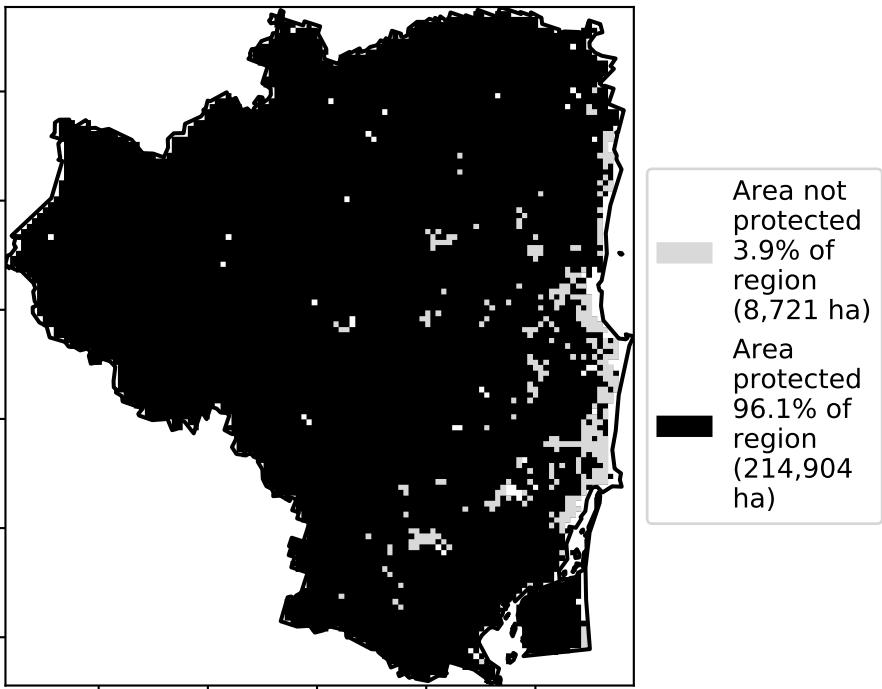 Area not
protected
3.9% of
region
(8,721 ha)
Area
protected
96.1% of
region
(214,904
ha)